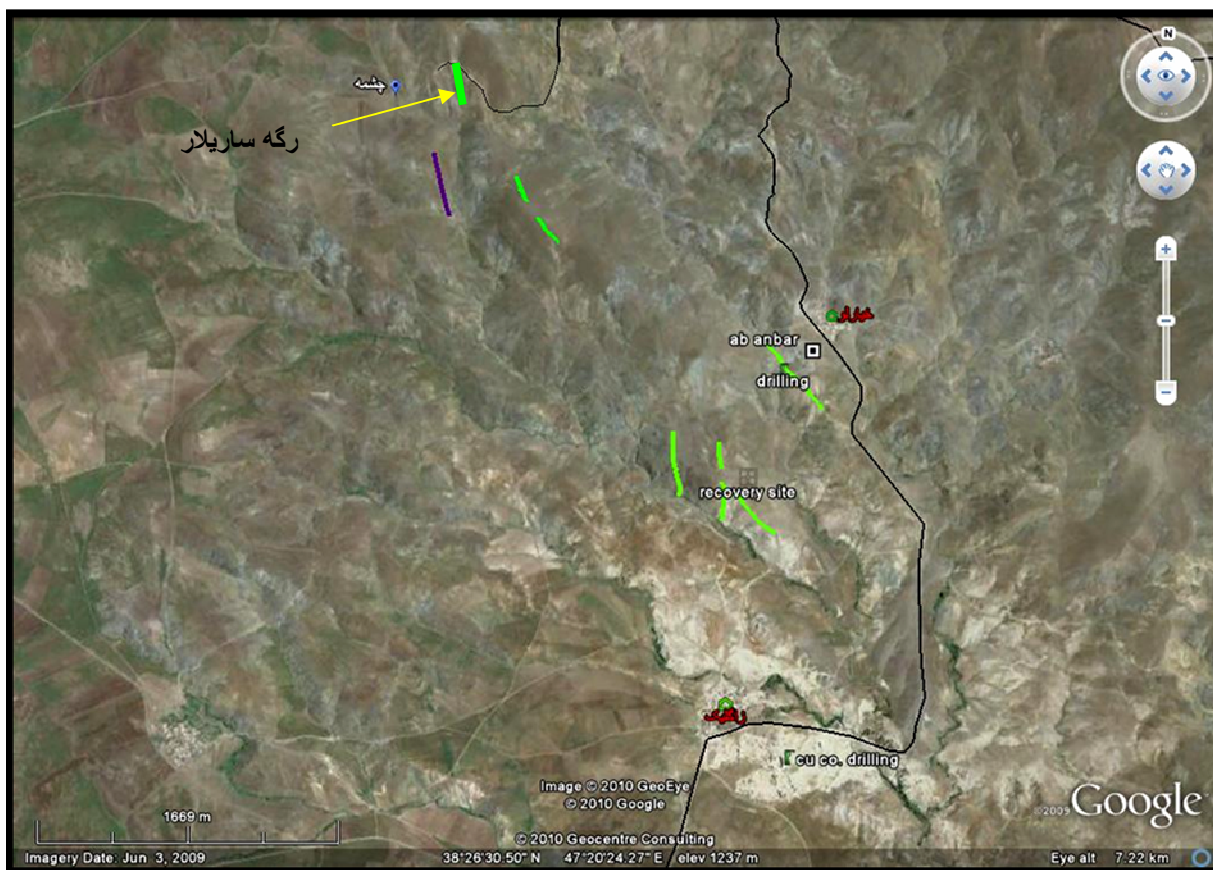 N
چشمه
رگه ساریلار
ab anbar
drilling
recovery site
cu co. drilling
Image © 2010 GeoEye
© 2010 Google
©2009 Google
1669 m
© 2010 Geocentre Consulting
Imagery Date: Jun 3, 2009
38°26'30.50" N 47°20'24.27" E elev 1237 m
Eye alt 7.22 km